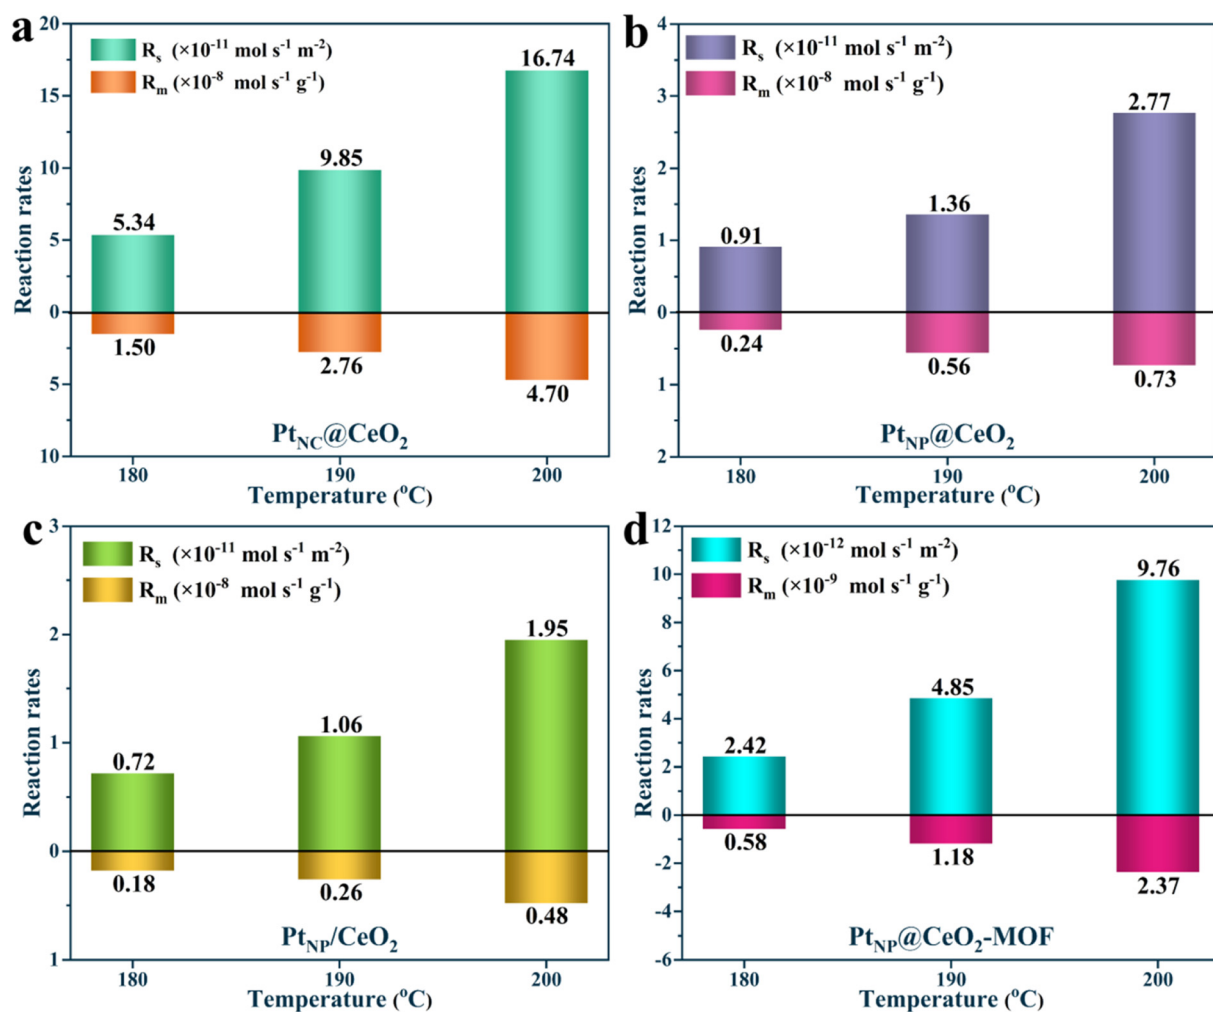 a
20
15
10
5
0
5
10
Reaction rates
Rs (×10-11 mol s-1 m-2)
Rm (×10-8 mol s-1 g-1)
5.34
9.85
16.74
1.50
2.76
4.70
PtNC@CeO2
180
190
200
Temperature (oC)
b
4
3
2
1
0
1
2
Reaction rates
Rs (×10-11 mol s-1 m-2)
Rm (×10-8 mol s-1 g-1)
0.91
1.36
2.77
0.24
0.56
0.73
PtNP@CeO2
180
190
200
Temperature (oC)
c
3
2
1
0
1
Reaction rates
Rs (×10-11 mol s-1 m-2)
Rm (×10-8 mol s-1 g-1)
0.72
1.06
1.95
0.18
0.26
0.48
PtNP/CeO2
180
190
200
Temperature (oC)
d
12
10
8
6
4
2
0
-2
-4
-6
Reaction rates
Rs (×10-12 mol s-1 m-2)
Rm (×10-9 mol s-1 g-1)
2.42
4.85
9.76
0.58
1.18
2.37
PtNP@CeO2-MOF
180
190
200
Temperature (oC)